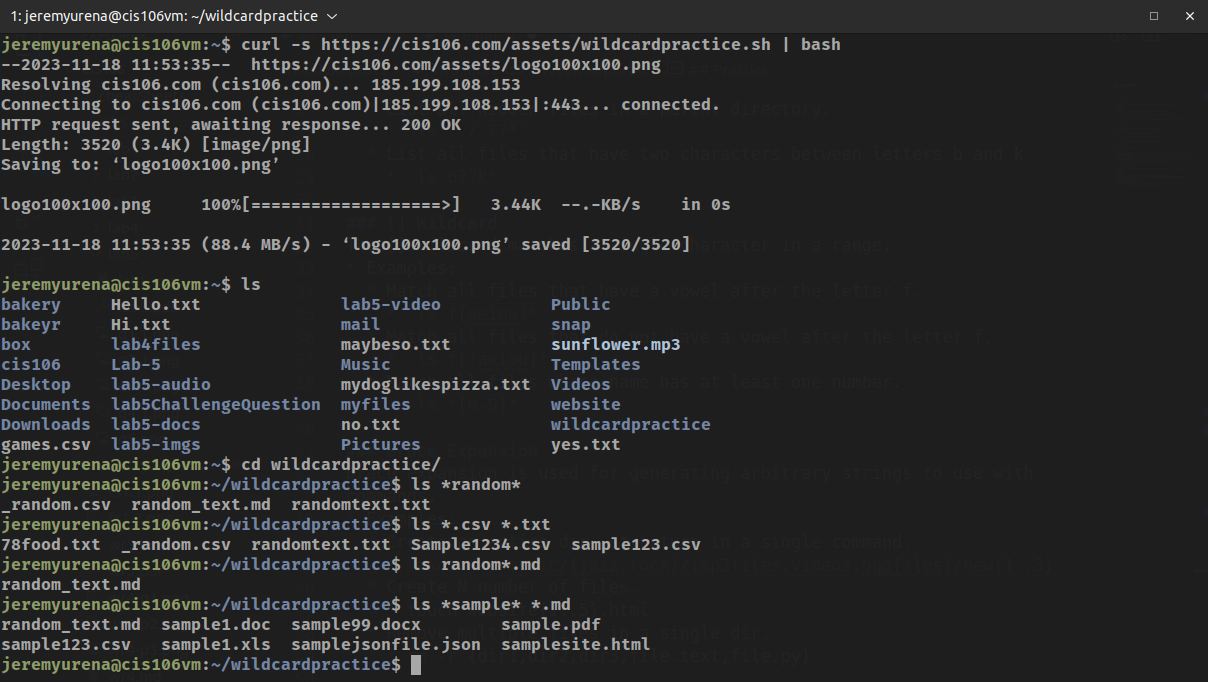 1: jeremyurena@cis106vm: ~/wildcardpractice
jeremyurena@cis106vm:~$ curl -s https://cis106.com/assets/wildcardpractice.sh | bash
--2023-11-18 11:53:35--  https://cis106.com/assets/logo100x100.png
Resolving cis106.com (cis106.com)... 185.199.108.153
Connecting to cis106.com (cis106.com)|185.199.108.153|:443... connected.
HTTP request sent, awaiting response... 200 OK
Length: 3520 (3.4K) [image/png]
Saving to: ‘logo100x100.png’
logo100x100.png     100%[===================>]   3.44K  --.-KB/s    in 0s
2023-11-18 11:53:35 (88.4 MB/s) - ‘logo100x100.png’ saved [3520/3520]
jeremyurena@cis106vm:~$ ls
bakery     Hello.txt              lab5-video           Public
bakeyr     Hi.txt                 mail                 snap
box        lab4files              maybeso.txt          sunflower.mp3
cis106     Lab-5                  Music                Templates
Desktop    lab5-audio             mydoglikespizza.txt  Videos
Documents  lab5ChallengeQuestion  myfiles              website
Downloads  lab5-docs              no.txt               wildcardpractice
games.csv  lab5-imgs              Pictures             yes.txt
jeremyurena@cis106vm:~$ cd wildcardpractice/
jeremyurena@cis106vm:~/wildcardpractice$ ls *random*
_random.csv  random_text.md  randomtext.txt
jeremyurena@cis106vm:~/wildcardpractice$ ls *.csv *.txt
78food.txt  _random.csv  randomtext.txt  Sample1234.csv  sample123.csv
jeremyurena@cis106vm:~/wildcardpractice$ ls random*.md
random_text.md
jeremyurena@cis106vm:~/wildcardpractice$ ls *sample* *.md
random_text.md  sample1.doc  sample99.docx        sample.pdf
sample123.csv   sample1.xls  samplejsonfile.json  samplesite.html
jeremyurena@cis106vm:~/wildcardpractice$